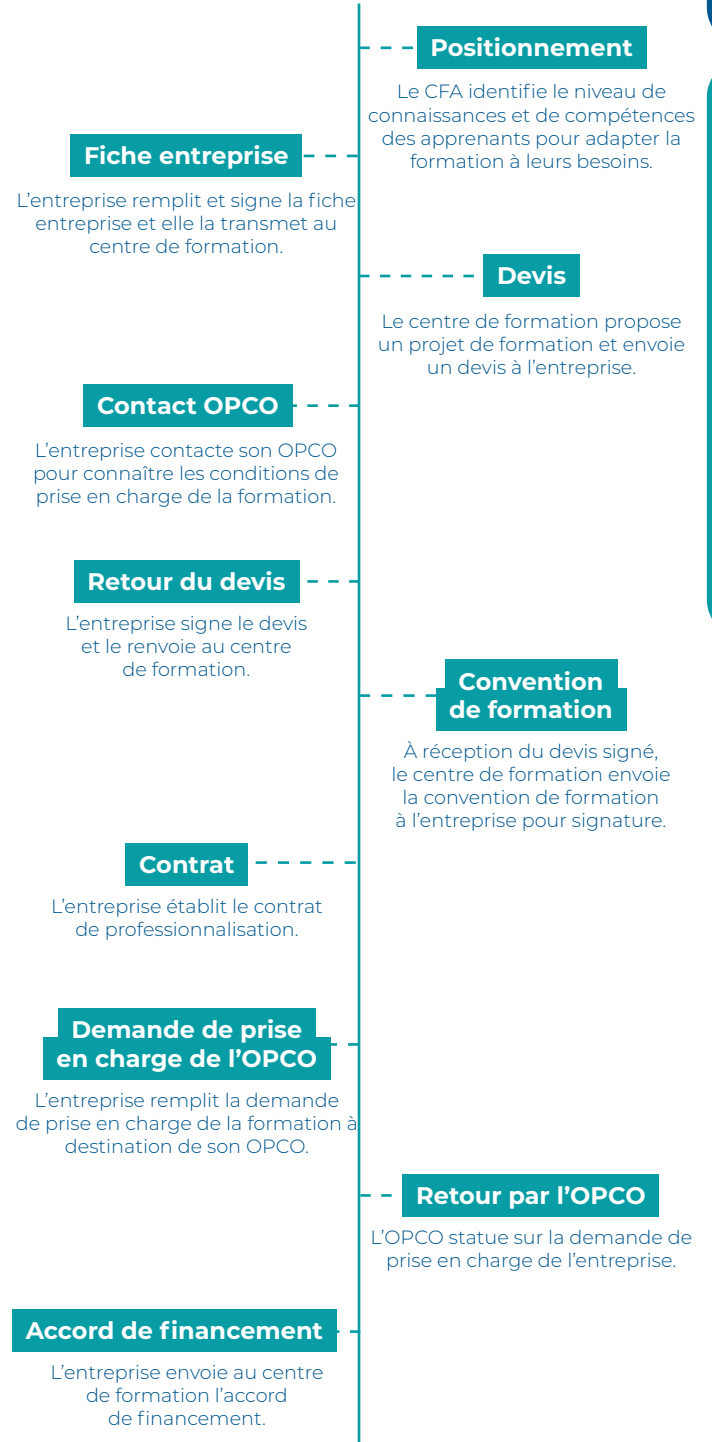 Positionnement
Le CFA identifie le niveau de
connaissances et de compétences
des apprenants pour adapter la
formation à leurs besoins.
Fiche entreprise
L’entreprise remplit et signe la fiche
entreprise et elle la transmet au
centre de formation.
Devis
Le centre de formation propose
un projet de formation et envoie
un devis à l’entreprise.
Contact OPCO
L’entreprise contacte son OPCO
pour connaître les conditions de
prise en charge de la formation.
Retour du devis
L’entreprise signe le devis
et le renvoie au centre
de formation.
Convention
de formation
À réception du devis signé,
le centre de formation envoie
la convention de formation
à l’entreprise pour signature.
Contrat
L’entreprise établit le contrat
de professionnalisation.
Demande de prise
en charge de l’OPCO
L’entreprise remplit la demande
de prise en charge de la formation à
destination de son OPCO.
Retour par l’OPCO
L’OPCO statue sur la demande de
prise en charge de l’entreprise.
Accord de financement
L’entreprise envoie au centre
de formation l’accord
de financement.